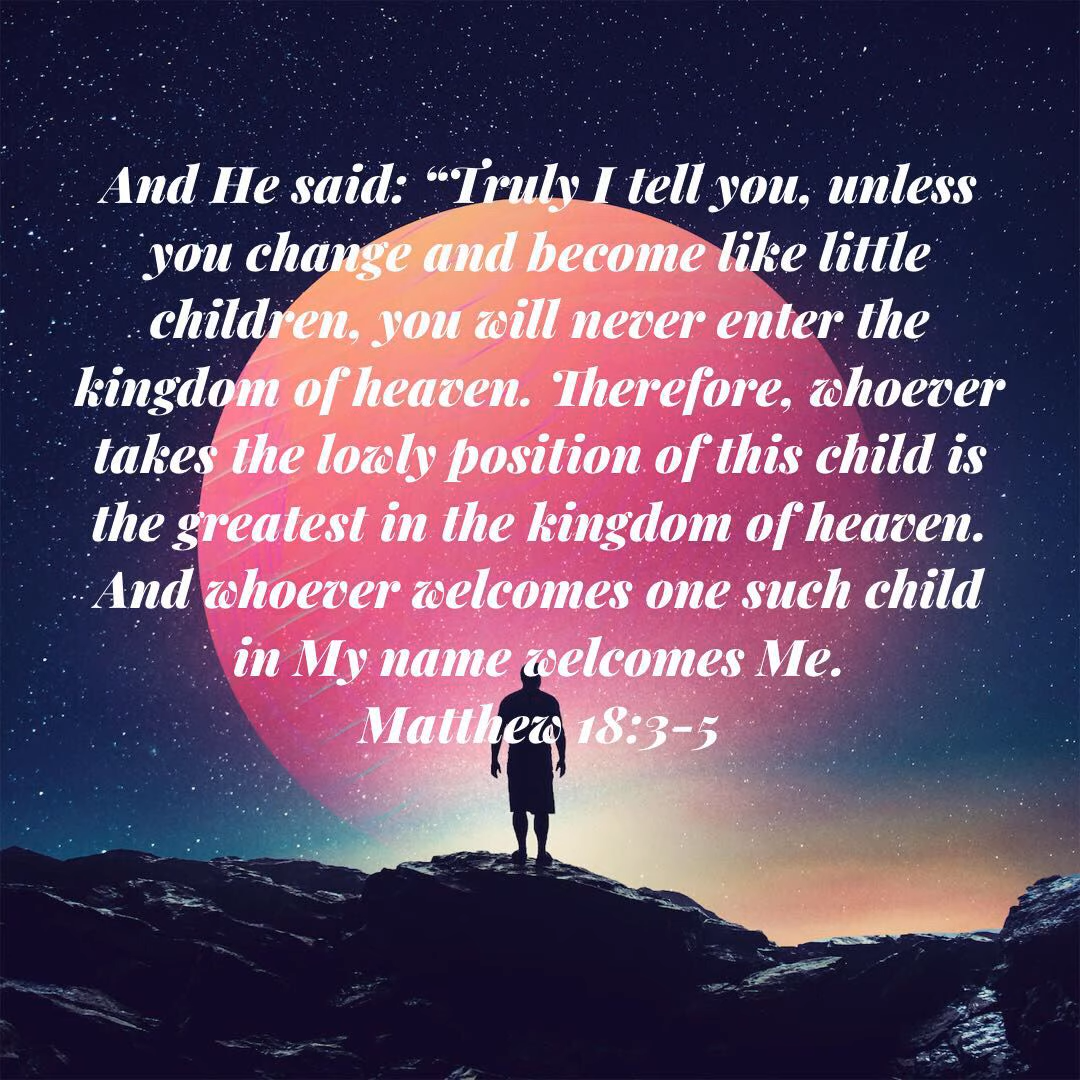 And He said: “Truly I tell you, unless
you change and become like little
children, you will never enter the
kingdom of heaven. Therefore, whoever
takes the lowly position of this child is
the greatest in the kingdom of heaven.
And whoever welcomes one such child
in My name welcomes Me.
Matthew 18:3-5